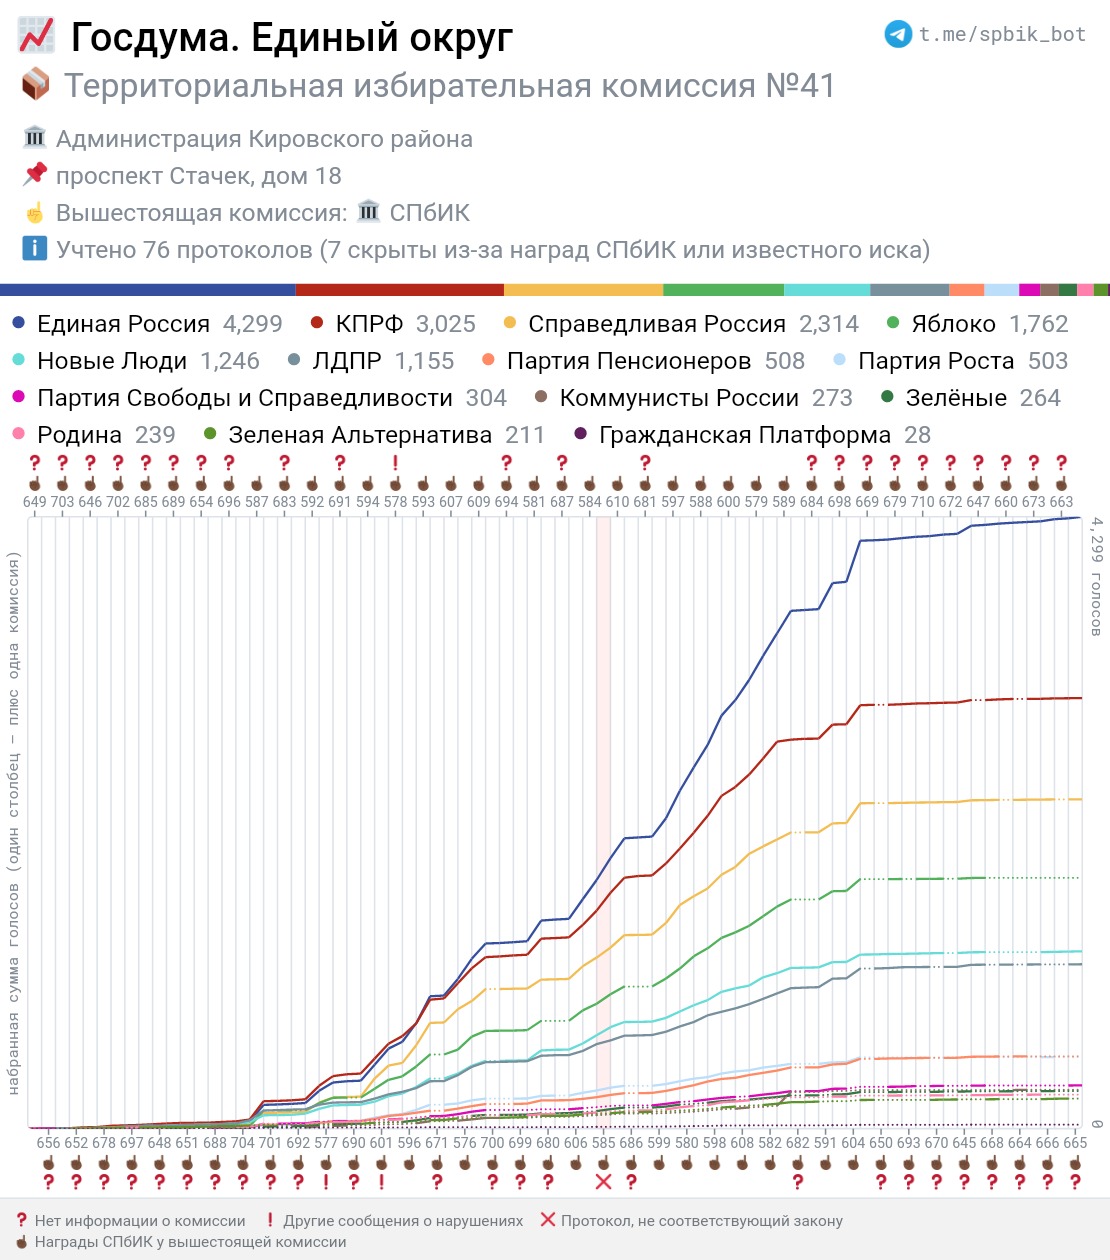 Госдума. Единый округ
t.me/spbik_bot
Территориальная избирательная комиссия №41
Администрация Кировского района
проспект Стачек, дом 18
Вышестоящая комиссия: СПбИК
Учтено 76 протоколов (7 скрыты из-за наград СПбИК или известного иска)
Единая Россия 4,299 КПРФ 3,025 Справедливая Россия 2,314 Яблоко 1,762
Новые Люди 1,246 ЛДПР 1,155 Партия Пенсионеров 508 Партия Роста 503
Партия Свободы и Справедливости 304 Коммунисты России 273 Зелёные 264
Родина 239 Зеленая Альтернатива 211 Гражданская Платформа 28
649 703 646 702 685 689 654 696 587 683 592 691 594 578 593 607 609 694 581 687 584 610 681 597 588 600 579 589 684 698 669 679 710 672 647 660 673 663
4,299 голосов
набранная сумма голосов (один столбец — плюс одна комиссия)
0
656 652 678 697 648 651 688 704 701 692 577 690 601 596 671 576 700 699 680 606 585 686 599 580 598 608 582 682 591 604 650 693 670 645 668 664 666 665
Нет информации о комиссии Другие сообщения о нарушениях Протокол, не соответствующий закону
Награды СПбИК у вышестоящей комиссии